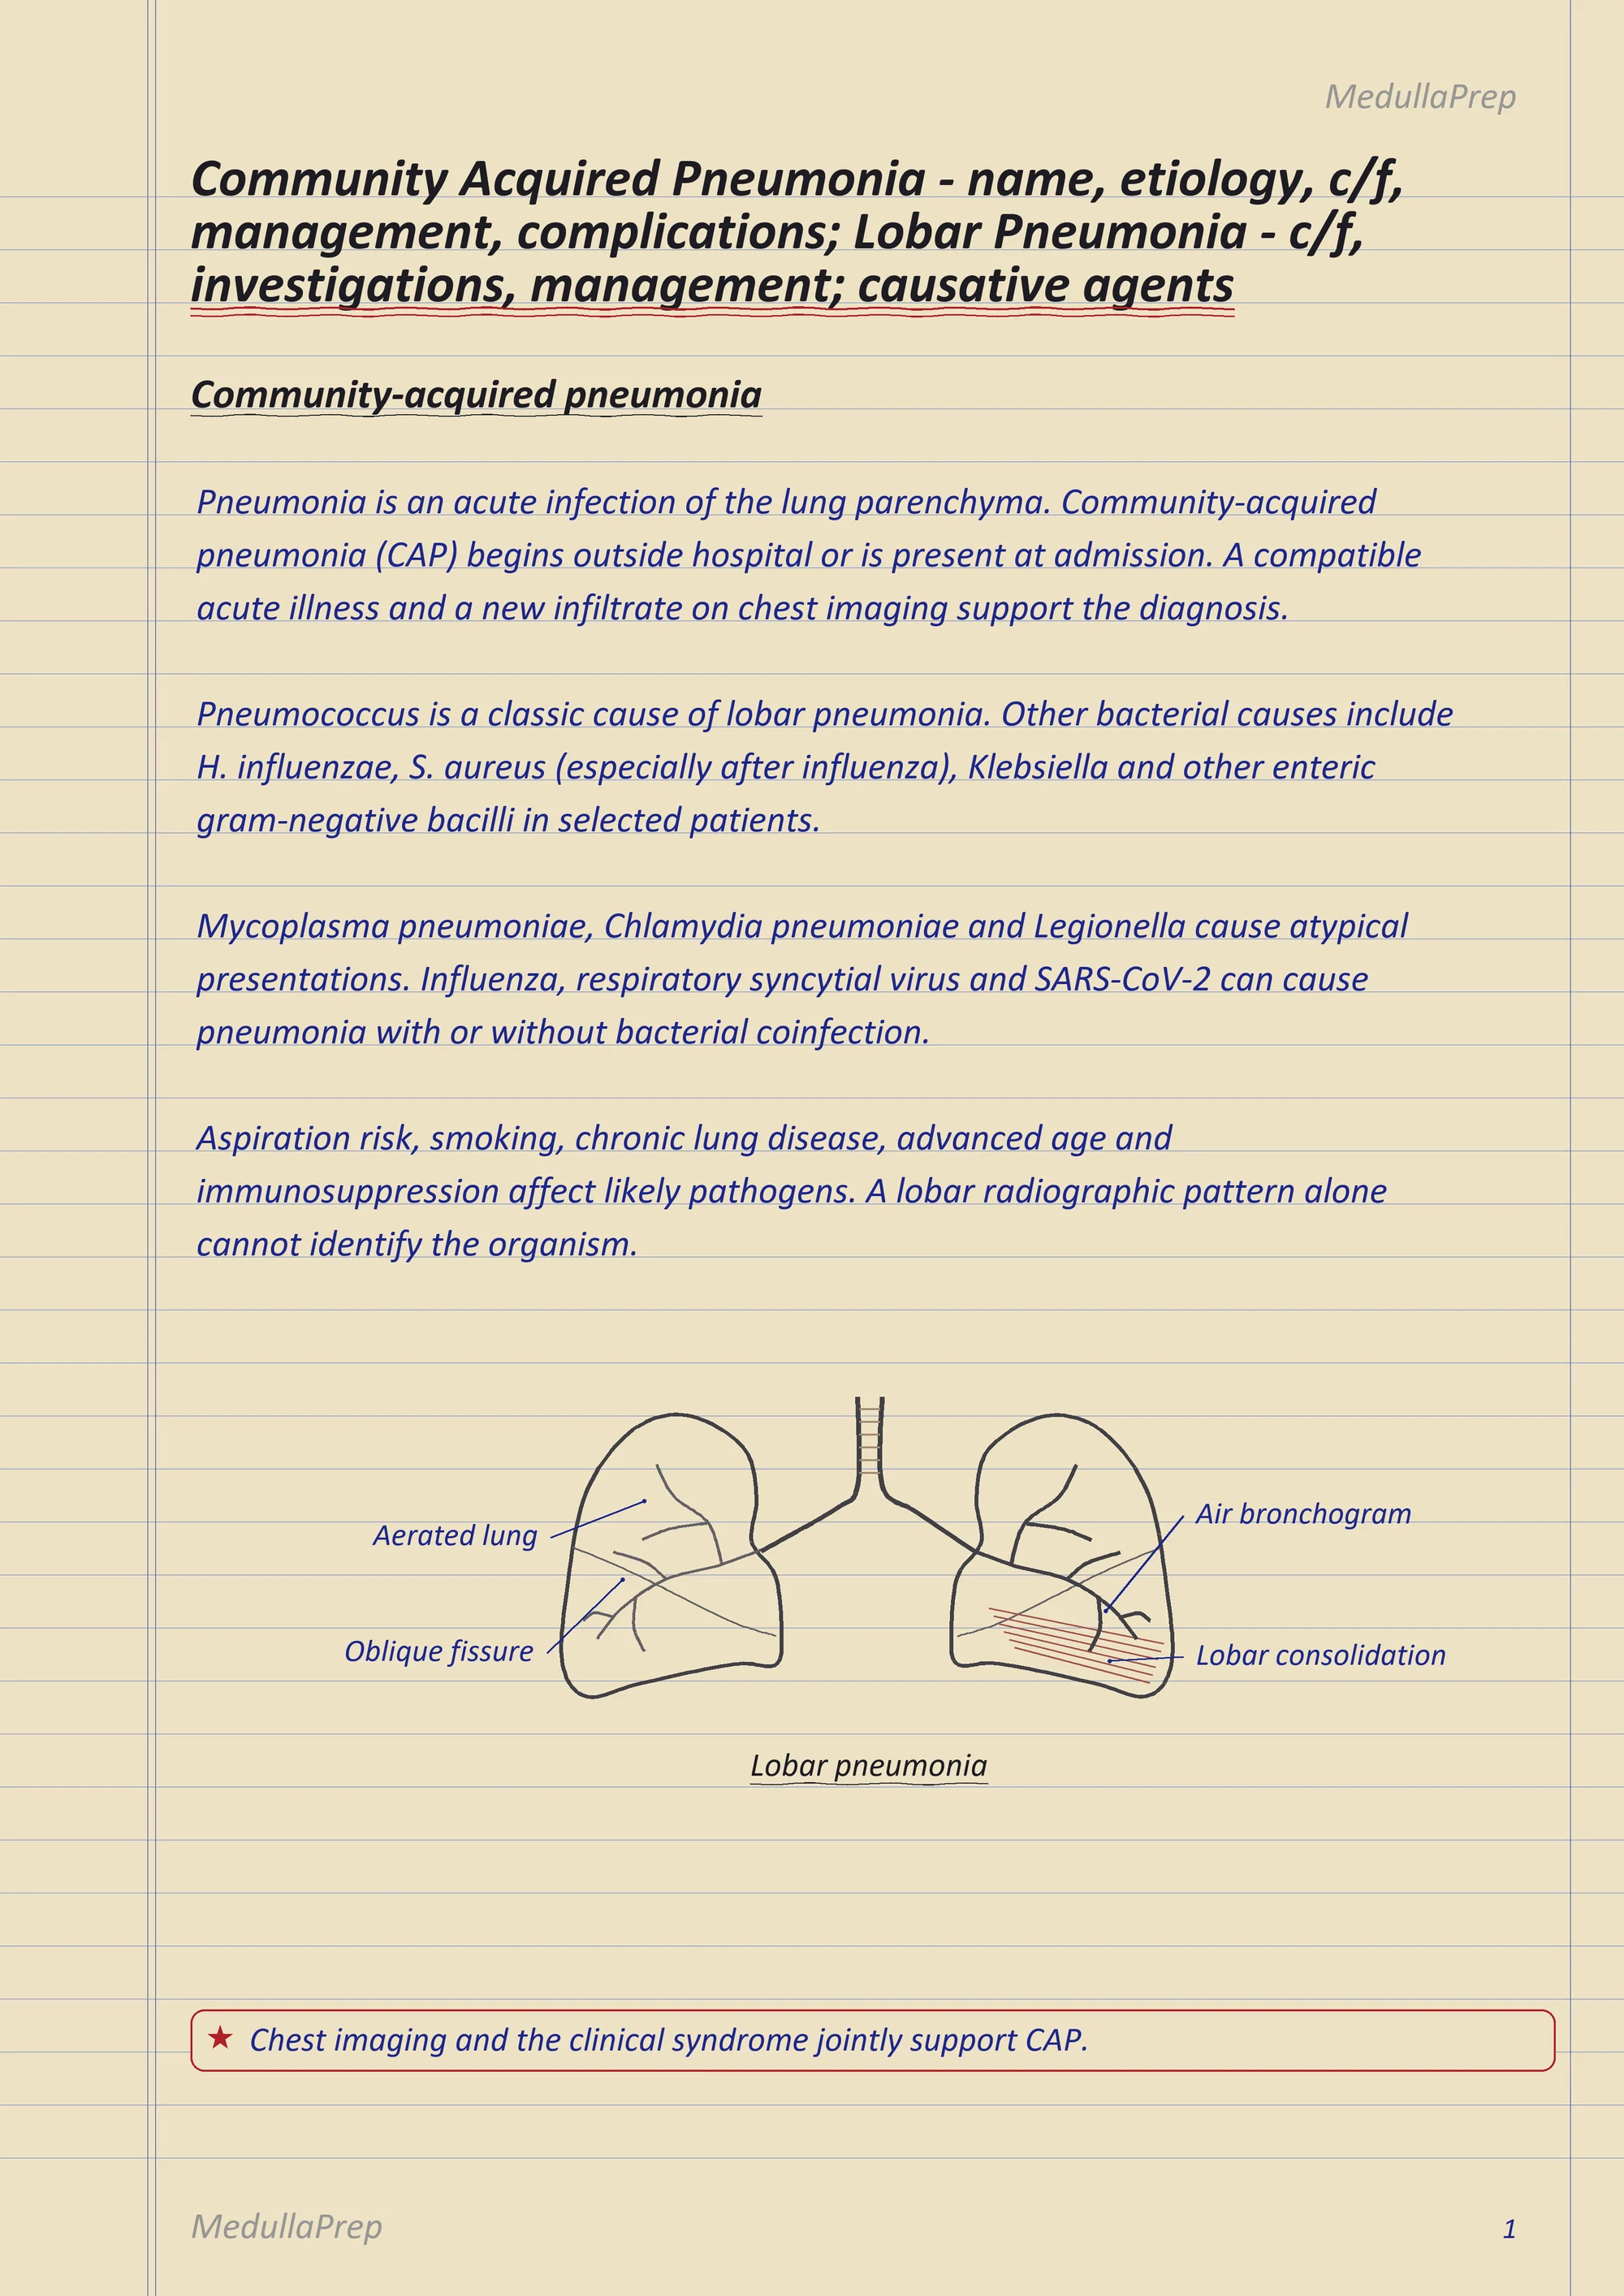 MedullaPrep
Community Acquired Pneumonia - name, etiology, c/f,
management, complications; Lobar Pneumonia - c/f,
investigations, management; causative agents
Community-acquired pneumonia
Pneumonia is an acute infection of the lung parenchyma. Community-acquired
pneumonia (CAP) begins outside hospital or is present at admission. A compatible
acute illness and a new infiltrate on chest imaging support the diagnosis.
Pneumococcus is a classic cause of lobar pneumonia. Other bacterial causes include
H. influenzae, S. aureus (especially after influenza), Klebsiella and other enteric
gram-negative bacilli in selected patients.
Mycoplasma pneumoniae, Chlamydia pneumoniae and Legionella cause atypical
presentations. Influenza, respiratory syncytial virus and SARS-CoV-2 can cause
pneumonia with or without bacterial coinfection.
Aspiration risk, smoking, chronic lung disease, advanced age and
immunosuppression affect likely pathogens. A lobar radiographic pattern alone
cannot identify the organism.
Air bronchogram
Aerated lung
Oblique fissure
Lobar consolidation
Lobar pneumonia
★ Chest imaging and the clinical syndrome jointly support CAP.
MedullaPrep
1